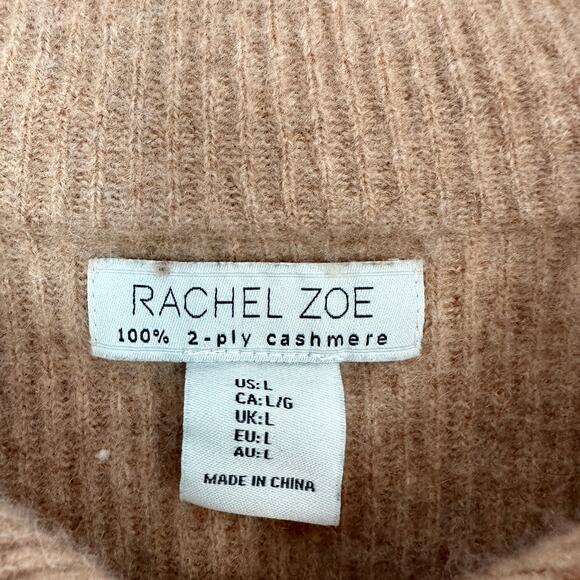 RACHEL ZOE
100% 2-ply cashmere
US: L
CA: L/G
UK: L
EU: L
AU: L
MADE IN CHINA